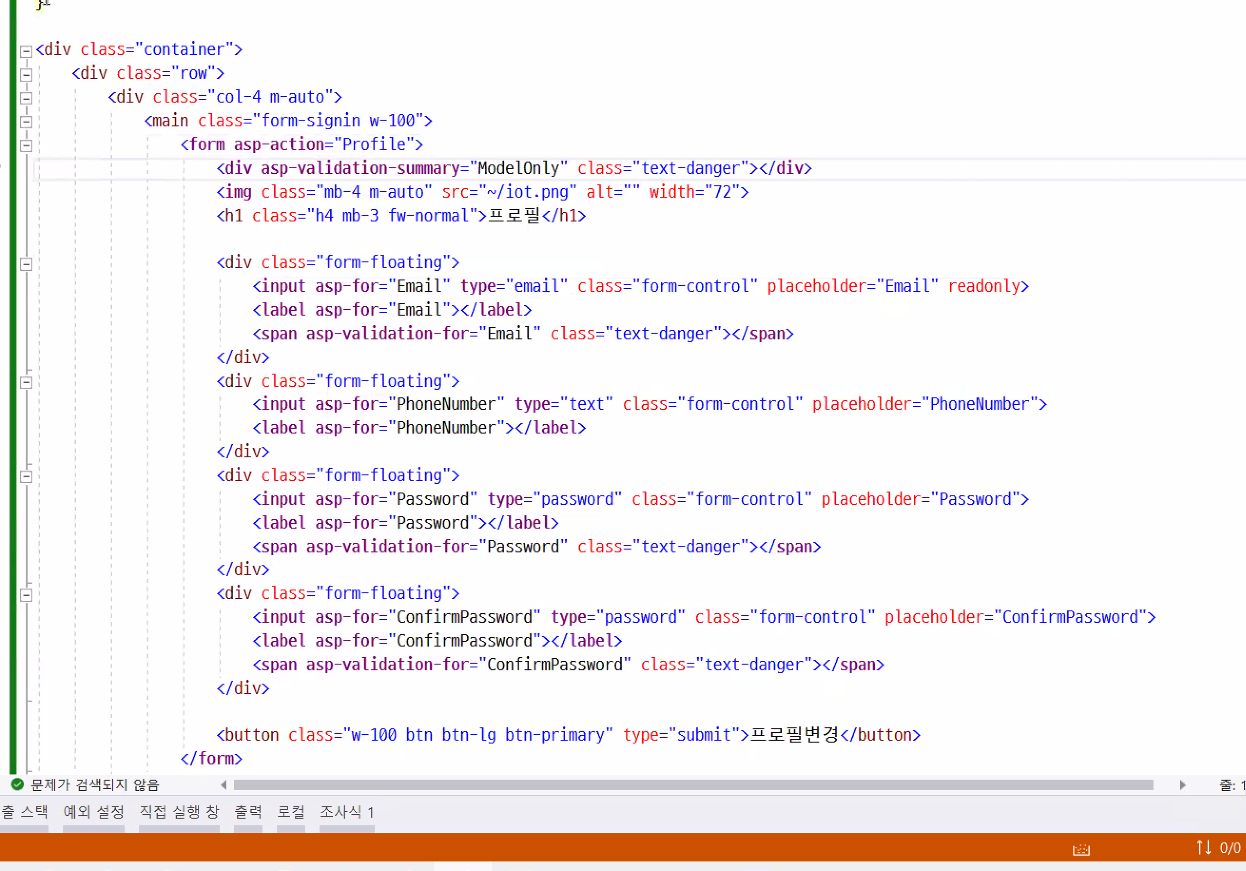 }
<div class="container">
<div class="row">
<div class="col-4 m-auto">
<main class="form-signin w-100">
<form asp-action="Profile">
<div asp-validation-summary="ModelOnly" class="text-danger"></div>
<img class="mb-4 m-auto" src="~/iot.png" alt="" width="72">
<h1 class="h4 mb-3 fw-normal">프로필</h1>
<div class="form-floating">
<input asp-for="Email" type="email" class="form-control" placeholder="Email" readonly>
<label asp-for="Email"></label>
<span asp-validation-for="Email" class="text-danger"></span>
</div>
<div class="form-floating">
<input asp-for="PhoneNumber" type="text" class="form-control" placeholder="PhoneNumber">
<label asp-for="PhoneNumber"></label>
</div>
<div class="form-floating">
<input asp-for="Password" type="password" class="form-control" placeholder="Password">
<label asp-for="Password"></label>
<span asp-validation-for="Password" class="text-danger"></span>
</div>
<div class="form-floating">
<input asp-for="ConfirmPassword" type="password" class="form-control" placeholder="ConfirmPassword">
<label asp-for="ConfirmPassword"></label>
<span asp-validation-for="ConfirmPassword" class="text-danger"></span>
</div>
<button class="w-100 btn btn-lg btn-primary" type="submit">프로필변경</button>
</form>
문제가 검색되지 않음 줄: 1
출 스택 예외 설정 직접 실행 창 출력 로컬 조사식 1
0/0